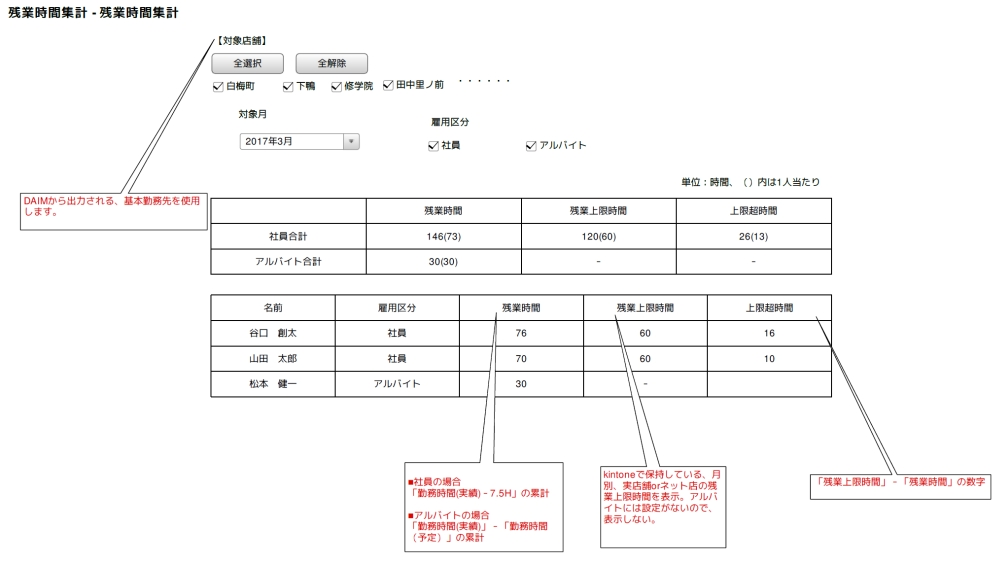 残業時間集計 - 残業時間集計
【対象店舗】
全選択 全解除
白梅町 下鴨 修学院 田中里ノ前 ・・・・・・
対象月
雇用区分
2017年3月
社員 アルバイト
単位：時間、（）内は1人当たり
DAIMから出力される、基本勤務先を使用
します。
残業時間 残業上限時間 上限超時間
社員合計 146(73) 120(60) 26(13)
アルバイト合計 30(30) - -
名前 雇用区分 残業時間 残業上限時間 上限超時間
谷口　創太 社員 76 60 16
山田　太郎 社員 70 60 10
松本　健一 アルバイト 30 -
■社員の場合
「勤務時間(実績) - 7.5H」の累計
■アルバイトの場合
「勤務時間(実績)」 - 「勤務時間
（予定）」の累計
kintoneで保持している、月
別、実店舗orネット店の残
業上限時間を表示。アルバ
イトには設定がないので、
表示しない。
「残業上限時間」 - 「残業時間」の数字